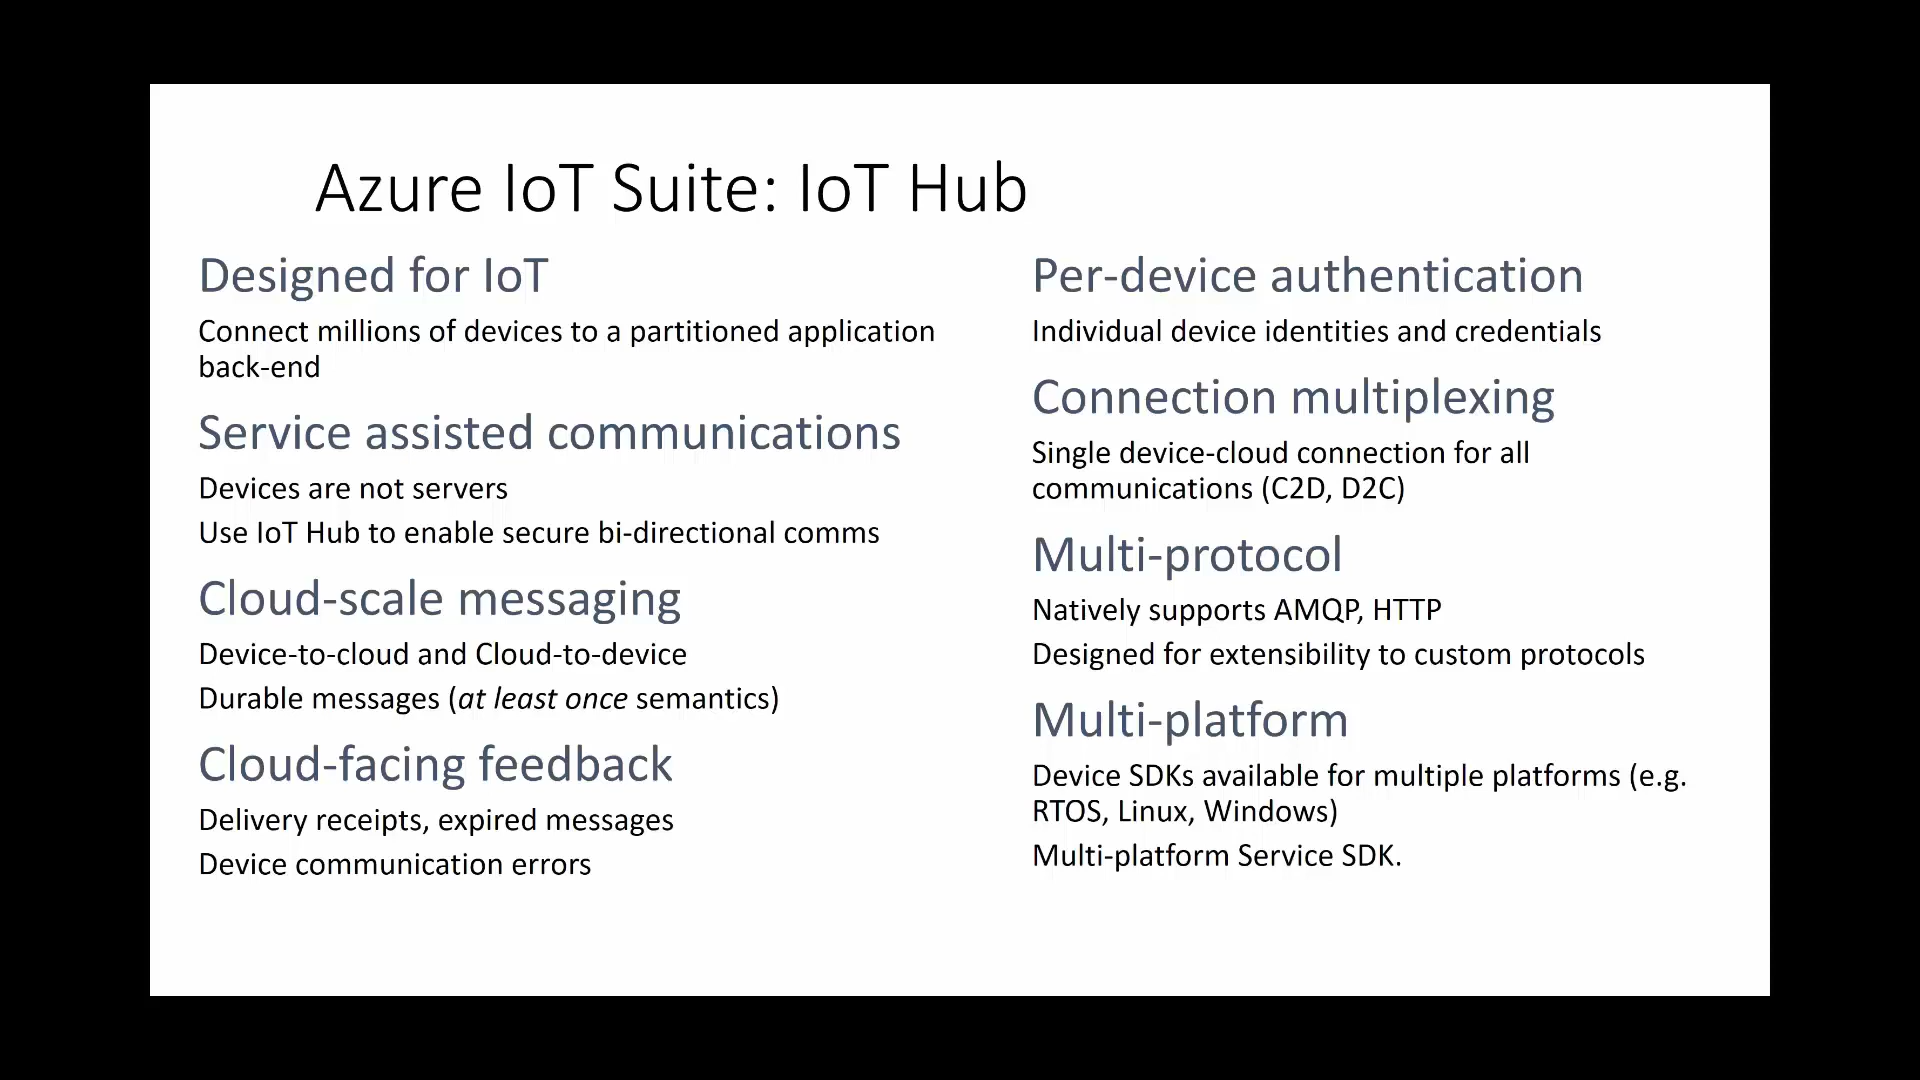 Azure IoT Suite: IoT Hub
Designed for IoT
Connect millions of devices to a partitioned application
back-end
Service assisted communications
Devices are not servers
Use IoT Hub to enable secure bi-directional comms
Cloud-scale messaging
Device-to-cloud and Cloud-to-device
Durable messages (at least once semantics)
Cloud-facing feedback
Delivery receipts, expired messages
Device communication errors
Per-device authentication
Individual device identities and credentials
Connection multiplexing
Single device-cloud connection for all
communications (C2D, D2C)
Multi-protocol
Natively supports AMQP, HTTP
Designed for extensibility to custom protocols
Multi-platform
Device SDKs available for multiple platforms (e.g.
RTOS, Linux, Windows)
Multi-platform Service SDK.